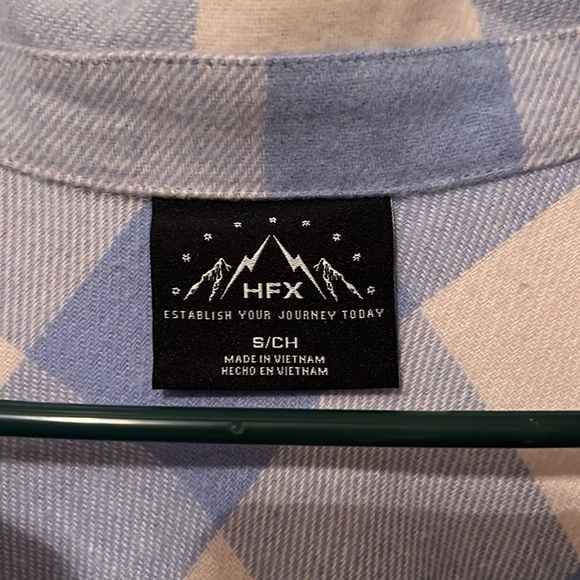 HFX
ESTABLISH YOUR JOURNEY TODAY
S/CH
MADE IN VIETNAM
HECHO EN VIETNAM